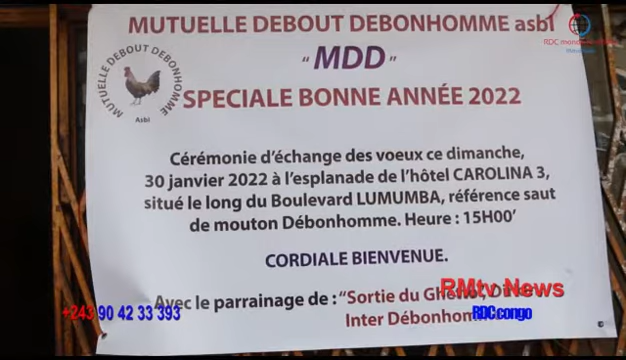 MUTUELLE DEBOUT DEBONHOMME asbl
"MDD"
MUTUELLE DEBOUT DEBONHOMME
Asbl
SPECIALE BONNE ANNÉE 2022
Cérémonie d'échange des voeux ce dimanche,
30 janvier 2022 à l'esplanade de l'hôtel CAROLINA 3,
situé le long du Boulevard LUMUMBA, référence saut
de mouton Débonhomme. Heure : 15H00'
CORDIALE BIENVENUE.
Avec le parrainage de : "Sortie du
Inter Débonhomme
RMtv News
RDC congo
+243 90 42 33 393